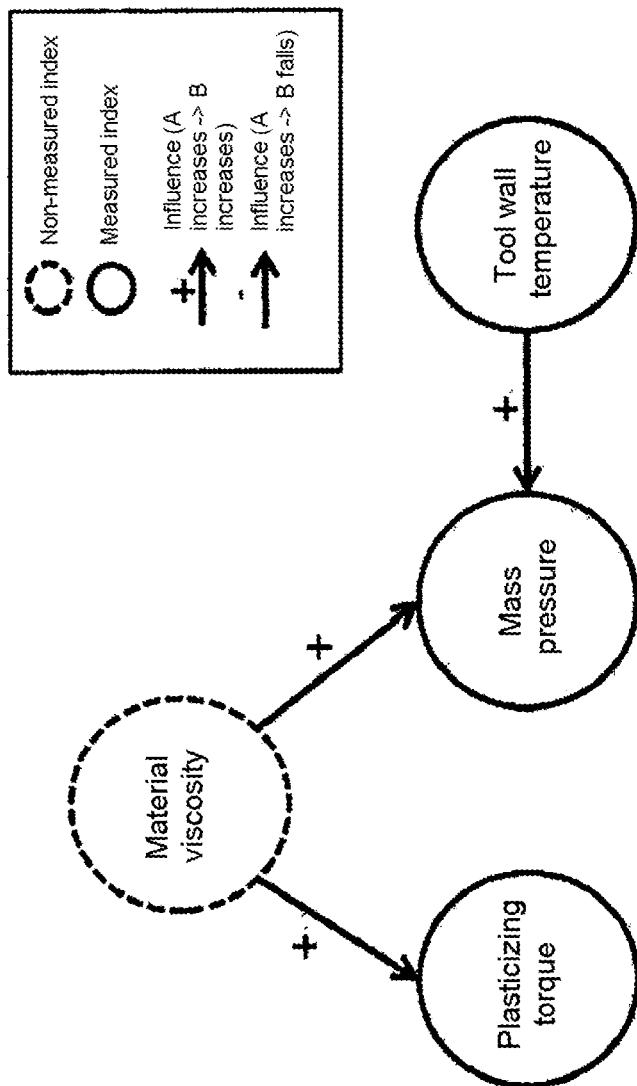 Non-measured index
Measured index
+
Influence (A
increases -> B
increases)
-
Influence (A
increases -> B falls)
Material
viscosity
+
+
Plasticizing
torque
Mass
pressure
+
Tool wall
temperature